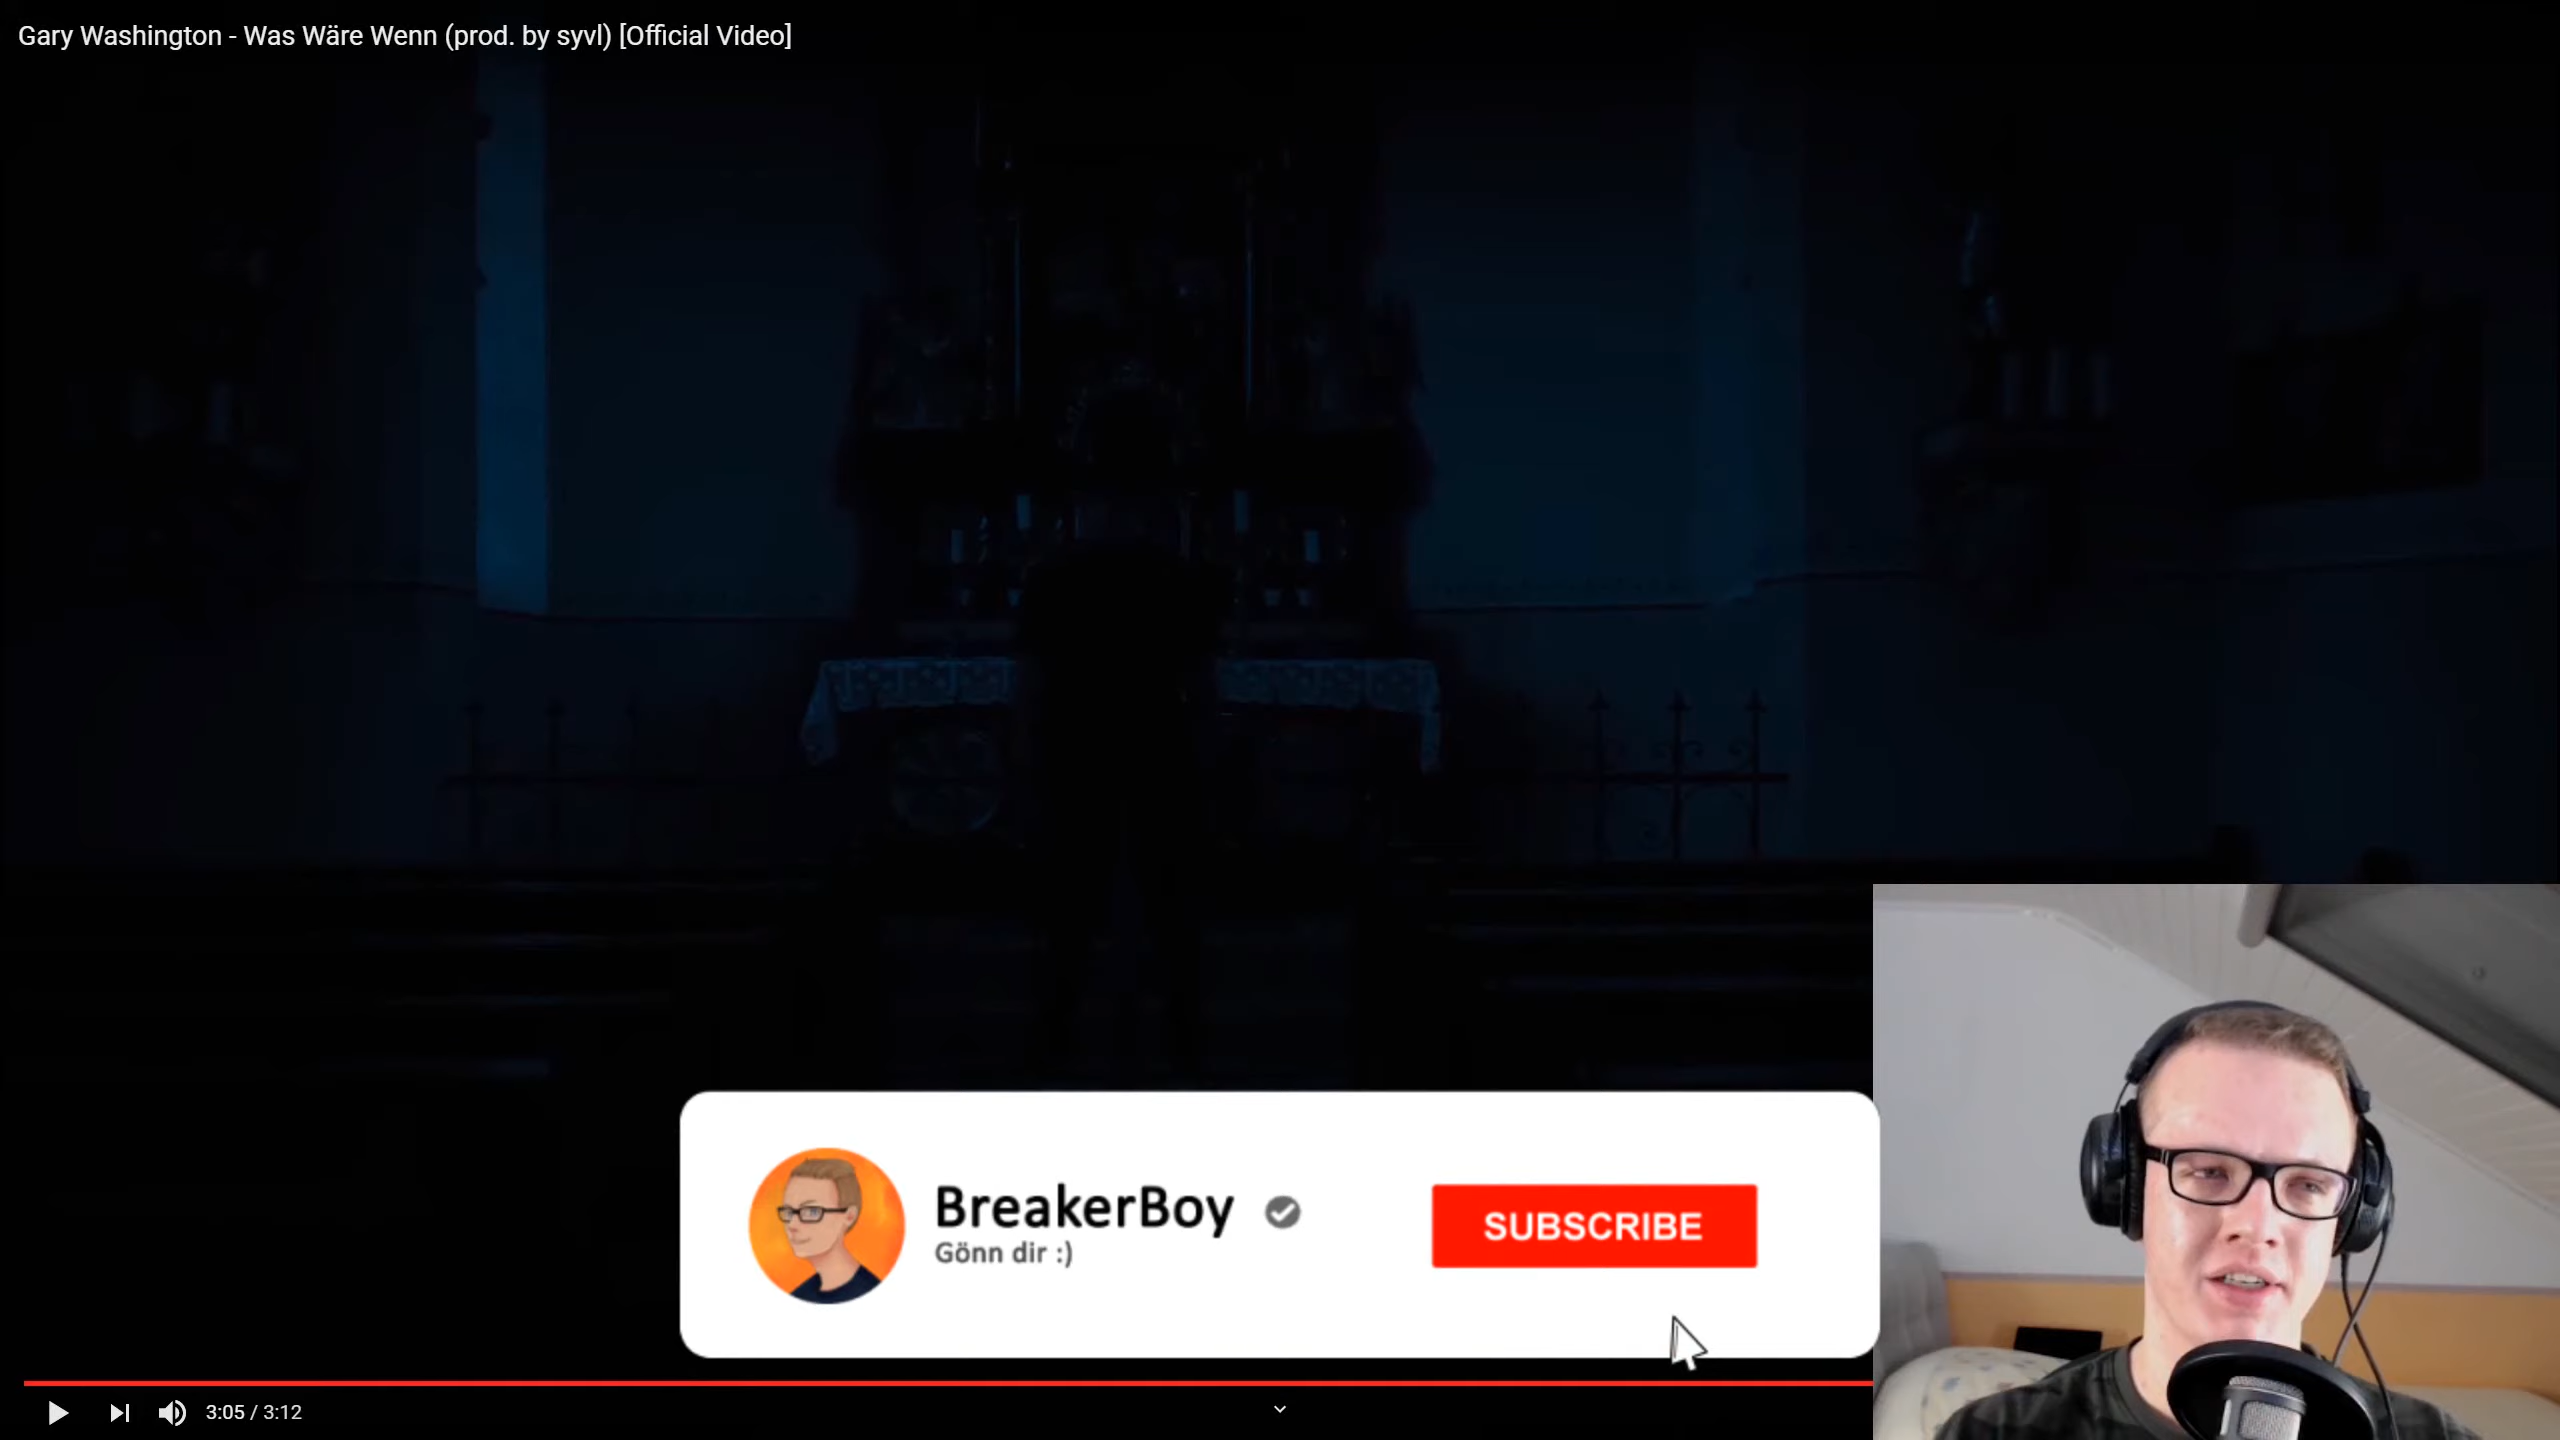 Gary Washington - Was Wäre Wenn (prod. by syvl) [Official Video]
BreakerBoy
Gönn dir :)
SUBSCRIBE
3:05 / 3:12